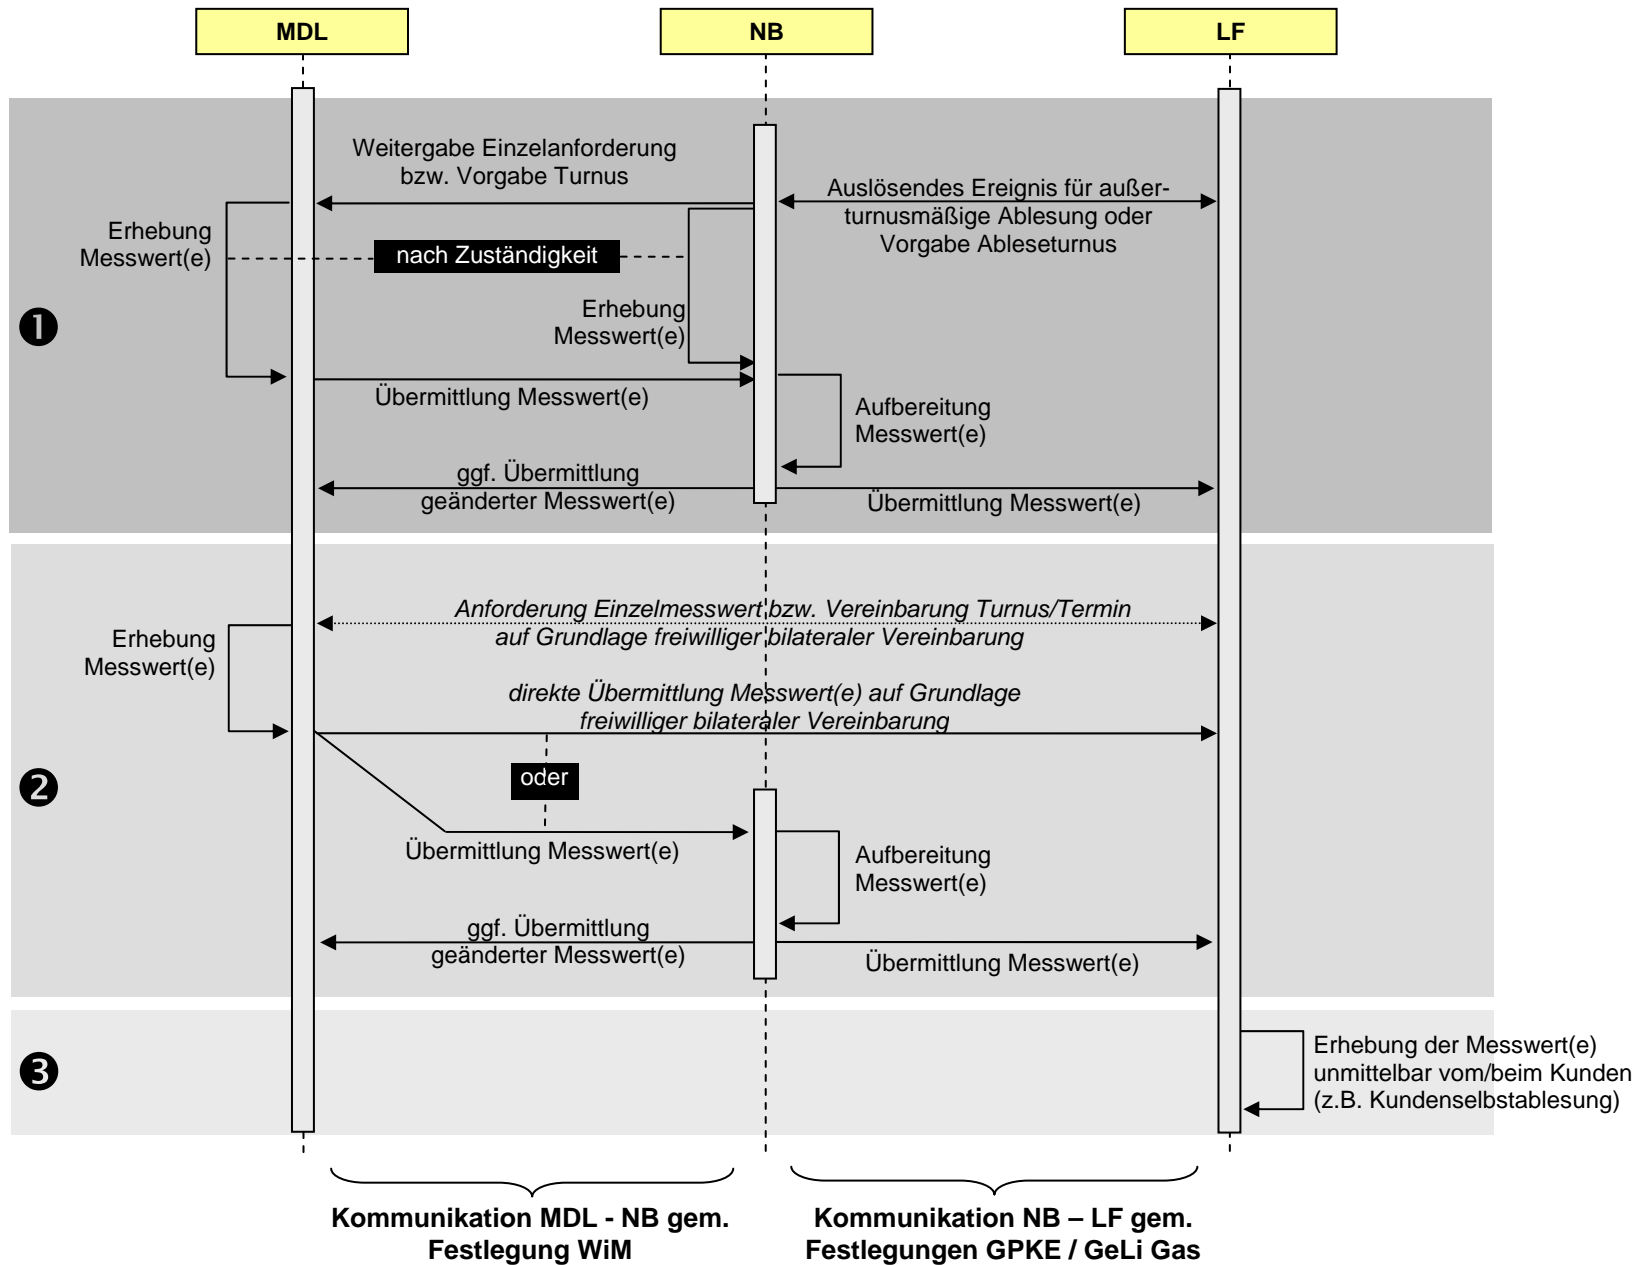 MDL
NB
LF
Weitergabe Einzelanforderung
bzw. Vorgabe Turnus
Auslösendes Ereignis für außer-
turnusmäßige Ablesung oder
Vorgabe Ableseturnus
Erhebung
Messwert(e)
nach Zuständigkeit
Erhebung
Messwert(e)
❶
Übermittlung Messwert(e)
Aufbereitung
Messwert(e)
ggf. Übermittlung
geänderter Messwert(e)
Übermittlung Messwert(e)
Anforderung Einzelmesswert bzw. Vereinbarung Turnus/Termin
auf Grundlage freiwilliger bilateraler Vereinbarung
Erhebung
Messwert(e)
direkte Übermittlung Messwert(e) auf Grundlage
freiwilliger bilateraler Vereinbarung
❷
oder
Übermittlung Messwert(e)
Aufbereitung
Messwert(e)
ggf. Übermittlung
geänderter Messwert(e)
Übermittlung Messwert(e)
❸
Erhebung der Messwert(e)
unmittelbar vom/beim Kunden
(z.B. Kundenselbstablesung)
Kommunikation MDL - NB gem.
Festlegung WiM
Kommunikation NB – LF gem.
Festlegungen GPKE / GeLi Gas